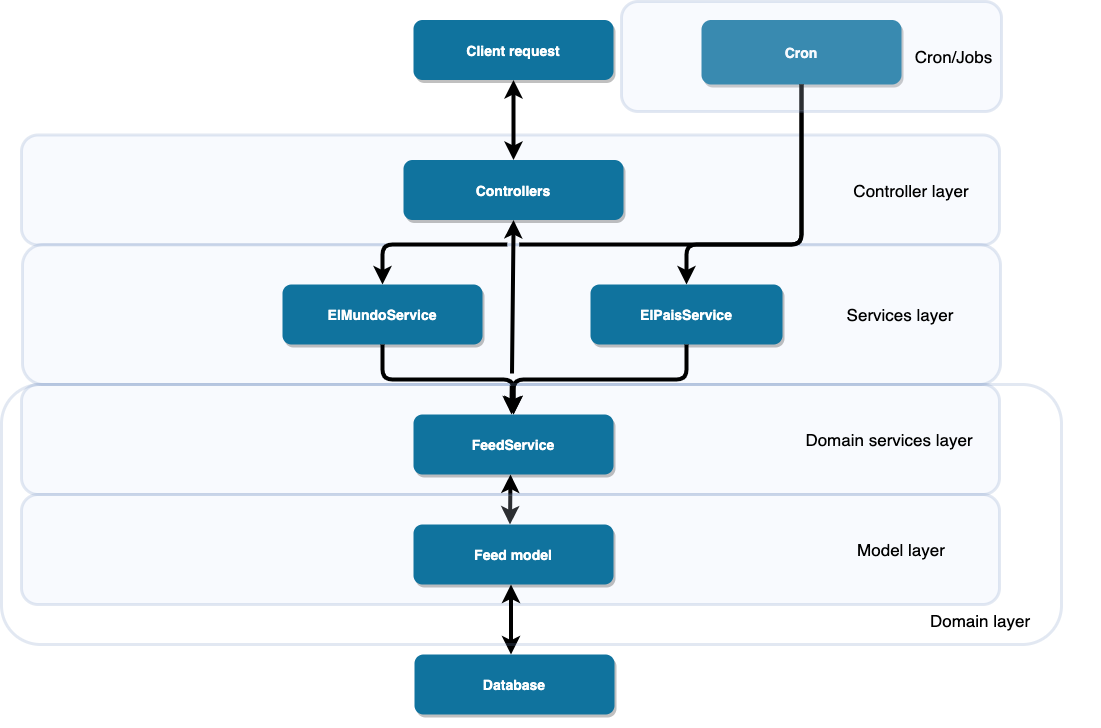 Client request
Cron
Cron/Jobs
Controllers
Controller layer
ElMundoService
ElPaisService
Services layer
FeedService
Domain services layer
Feed model
Model layer
Domain layer
Database